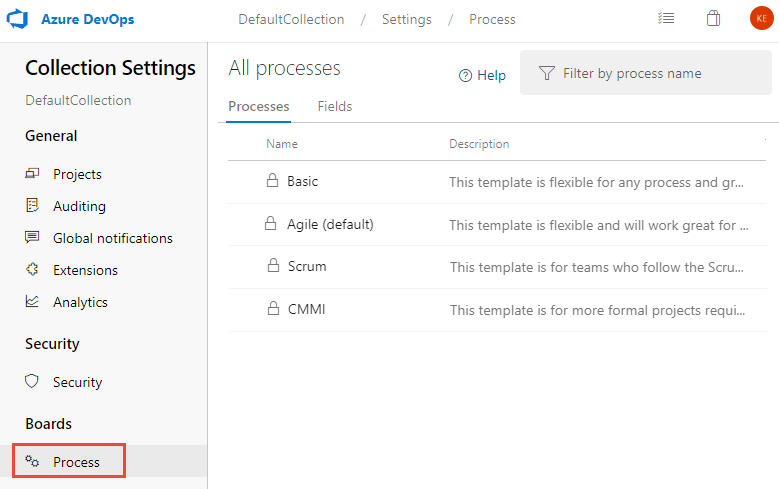 Azure DevOps
DefaultCollection / Settings / Process
KE
Collection Settings
DefaultCollection
General
Projects
Auditing
Global notifications
Extensions
Analytics
Security
Security
Boards
Process
All processes
Help
Filter by process name
Processes Fields
Name Description
Basic This template is flexible for any process and gr...
Agile (default) This template is flexible and will work great for ...
Scrum This template is for teams who follow the Scru...
CMMI This template is for more formal projects requi...